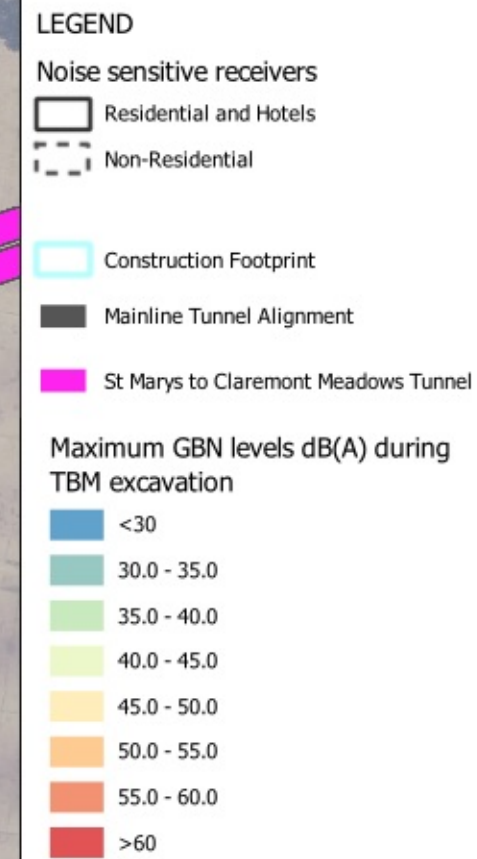 LEGEND
Noise sensitive receivers
Residential and Hotels
Non-Residential
Construction Footprint
Mainline Tunnel Alignment
St Marys to Claremont Meadows Tunnel
Maximum GBN levels dB(A) during
TBM excavation
<30
30.0 - 35.0
35.0 - 40.0
40.0 - 45.0
45.0 - 50.0
50.0 - 55.0
55.0 - 60.0
>60